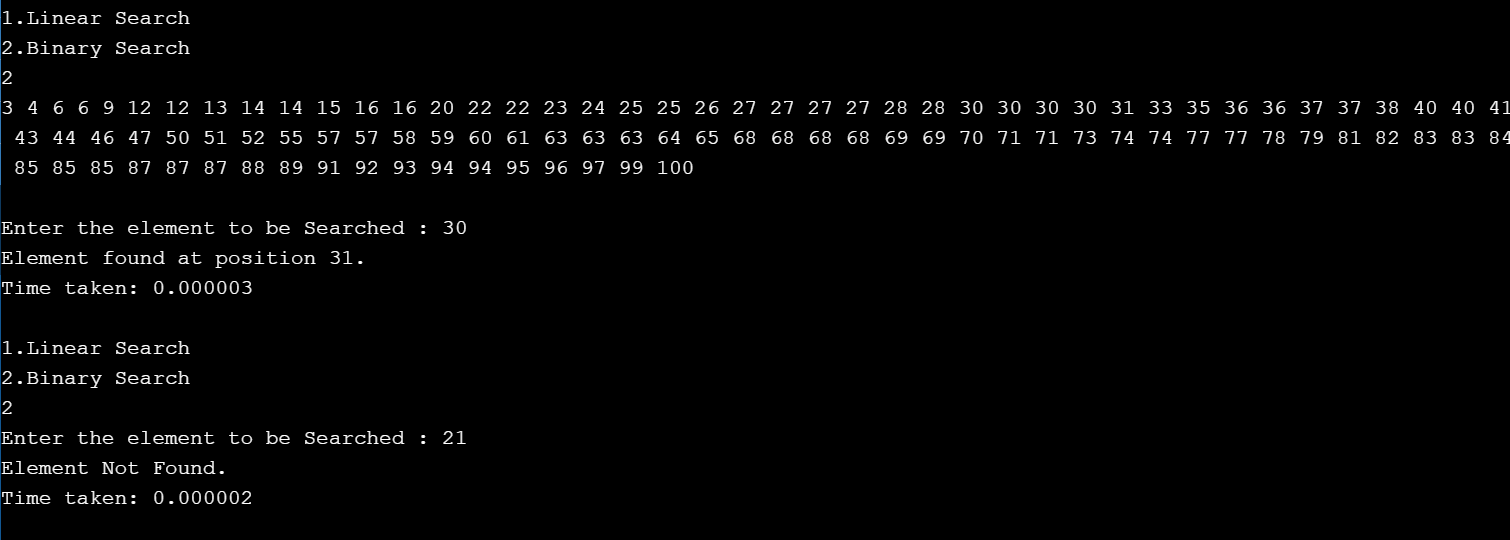 1.Linear Search
2.Binary Search
2
3 4 6 6 9 12 12 13 14 14 15 16 16 20 22 22 23 24 25 25 26 27 27 27 27 28 28 30 30 30 30 31 33 35 36 36 37 37 38 40 40 41
43 44 46 47 50 51 52 55 57 57 58 59 60 61 63 63 63 64 65 68 68 68 68 69 69 70 71 71 73 74 74 77 77 78 79 81 82 83 83 84
85 85 85 87 87 87 88 89 91 92 93 94 94 95 96 97 99 100
Enter the element to be Searched : 30
Element found at position 31.
Time taken: 0.000003
1.Linear Search
2.Binary Search
2
Enter the element to be Searched : 21
Element Not Found.
Time taken: 0.000002